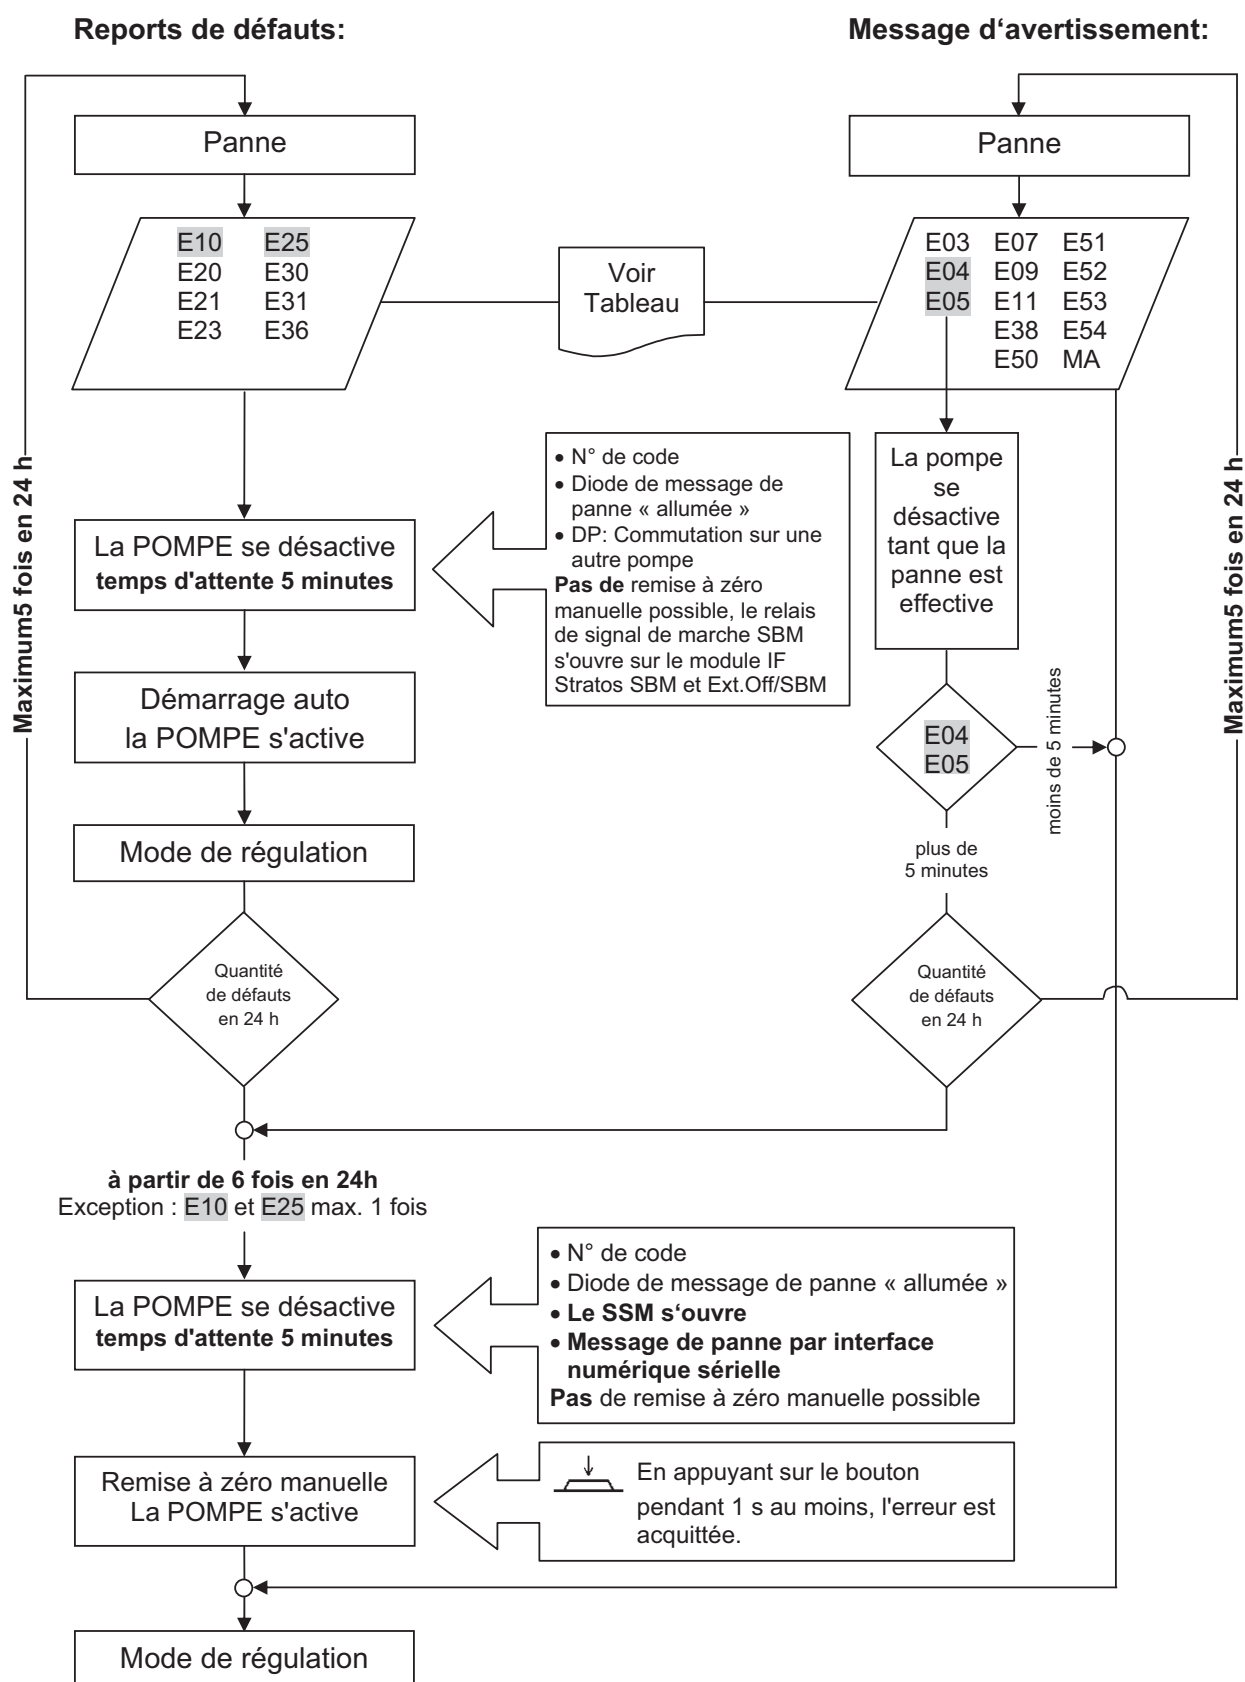 Reports de défauts:
Message d‘avertissement:
Panne
Panne
E10 E25
E20 E30
E21 E31
E23 E36
Voir
Tableau
E03 E07 E51
E04 E09 E52
E05 E11 E53
E38 E54
E50 MA
Maximum5 fois en 24 h
Maximum5 fois en 24 h
• N° de code
• Diode de message de
panne « allumée »
• DP: Commutation sur une
autre pompe
Pas de remise à zéro
manuelle possible, le relais
de signal de marche SBM
s'ouvre sur le module IF
Stratos SBM et Ext.Off/SBM
La pompe
se
désactive
tant que la
panne est
effective
La POMPE se désactive
temps d'attente 5 minutes
Démarrage auto
la POMPE s'active
E04
E05
moins de 5 minutes
Mode de régulation
plus de
5 minutes
Quantité
de défauts
en 24 h
Quantité
de défauts
en 24 h
à partir de 6 fois en 24h
Exception : E10 et E25 max. 1 fois
La POMPE se désactive
temps d'attente 5 minutes
• N° de code
• Diode de message de panne « allumée »
• Le SSM s‘ouvre
• Message de panne par interface
numérique sérielle
Pas de remise à zéro manuelle possible
Remise à zéro manuelle
La POMPE s'active
En appuyant sur le bouton
pendant 1 s au moins, l'erreur est
acquittée.
Mode de régulation